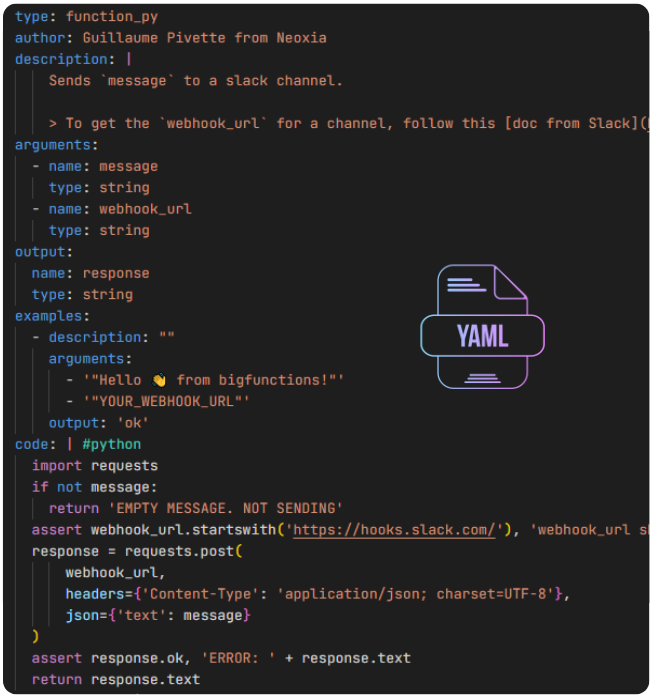 type: function_py
author: Guillaume Pivette from Neoxia
description: |
Sends `message` to a slack channel.
> To get the `webhook_url` for a channel, follow this [doc from Slack](
arguments:
- name: message
type: string
- name: webhook_url
type: string
output:
name: response
type: string
examples:
- description: ""
arguments:
- '"Hello 👋 from bigfunctions!"'
- '"YOUR_WEBHOOK_URL"'
output: 'ok'
code: | #python
import requests
if not message:
return 'EMPTY MESSAGE. NOT SENDING'
assert webhook_url.startswith('https://hooks.slack.com/'), 'webhook_url
response = requests.post(
webhook_url,
headers={'Content-Type': 'application/json; charset=UTF-8'},
json={'text': message}
)
assert response.ok, 'ERROR: ' + response.text
return response.text
YAML